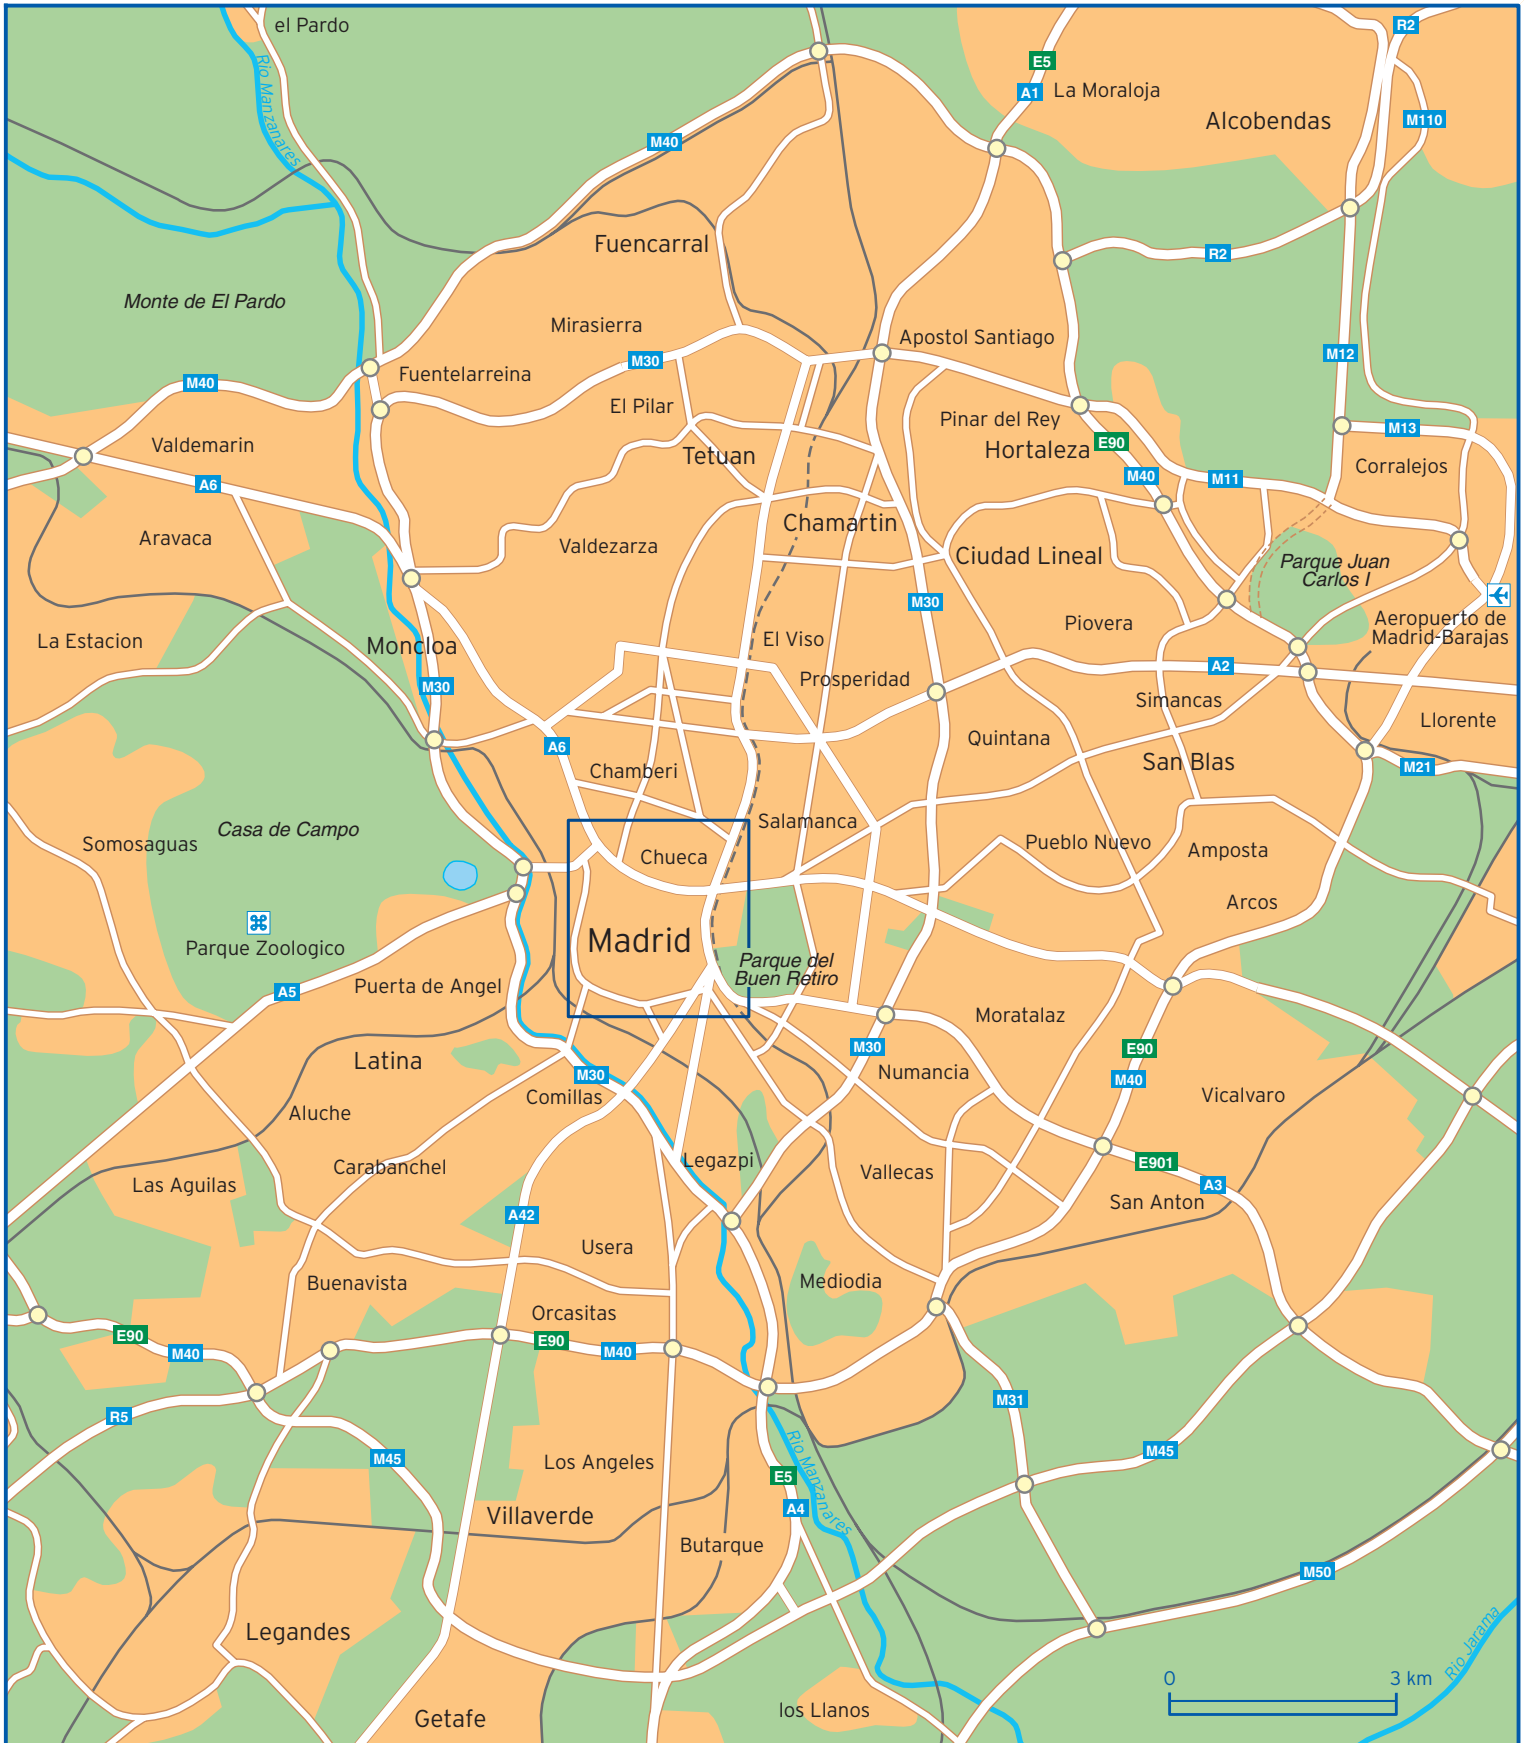 el Pardo
R2
E5
A1
La Moraloja
Rio Manzanares
Alcobendas
M110
M40
Fuencarral
R2
Monte de El Pardo
Mirasierra
Apostol Santiago
M12
M30
Fuentelarreina
M40
El Pilar
Pinar del Rey
M13
Hortaleza
E90
Valdemarin
Tetuan
Corralejos
M40
M11
A6
Chamartin
Aravaca
Valdezarza
Ciudad Lineal
Parque Juan
Carlos I
M30
Aeropuerto de
Madrid-Barajas
La Estacion
El Viso
Piovera
Moncloa
A2
Prosperidad
M30
Simancas
Llorente
Quintana
A6
San Blas
M21
Chamberi
Salamanca
Casa de Campo
Somosaguas
Pueblo Nuevo
Amposta
Chueca
Arcos
Madrid
Parque Zoologico
Parque del
Buen Retiro
Puerta de Angel
A5
Moratalaz
M30
E90
Latina
Numancia
M30
M40
Comillas
Vicalvaro
Aluche
Legazpi
E901
Carabanchel
Vallecas
Las Aguilas
A3
San Anton
A42
Usera
Buenavista
Mediodia
Orcasitas
E90
E90
M40
M40
M31
R5
Rio Manzanares
M45
M45
Los Angeles
E5
A4
Villaverde
Butarque
M50
Legandes
Rio Jarama
0 3 km
los Llanos
Getafe